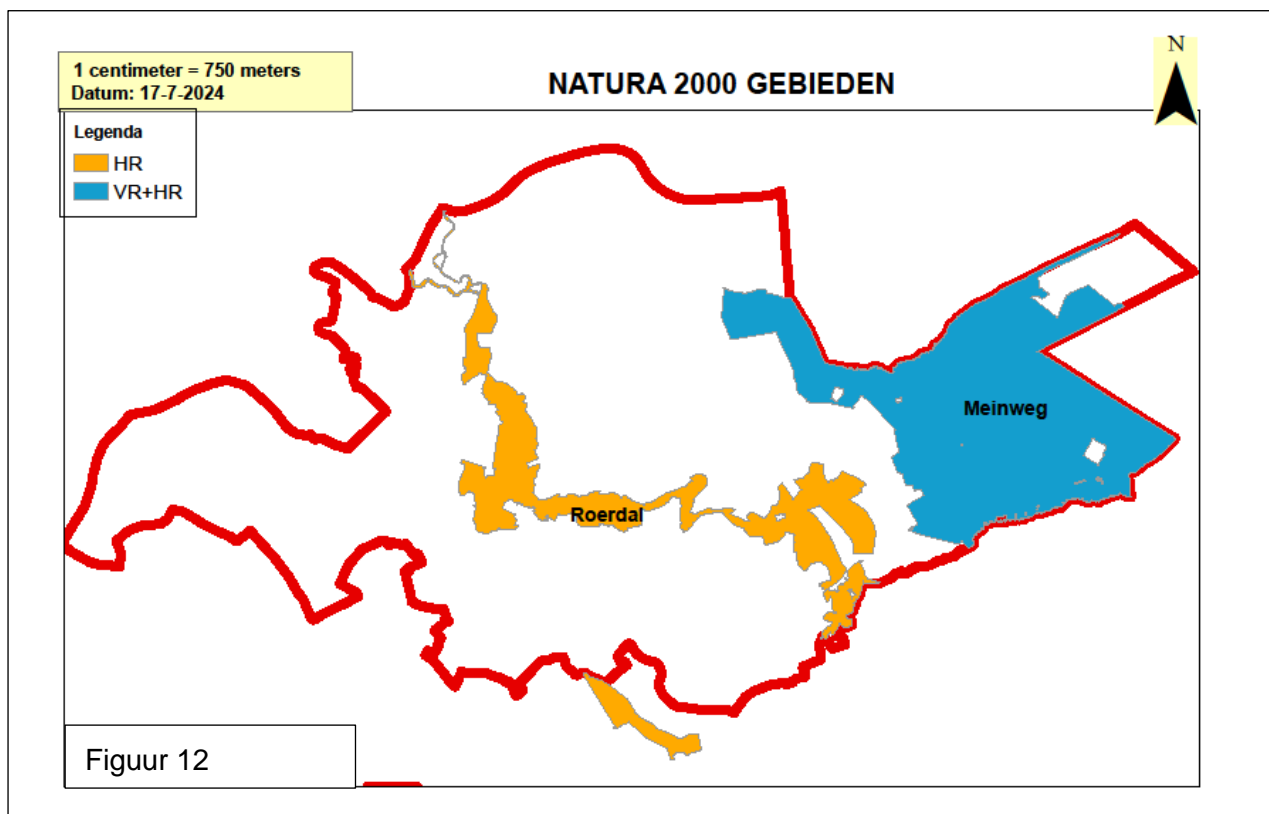 1 centimeter = 750 meters
Datum: 17-7-2024
NATURA 2000 GEBIEDEN
N
Legenda
HR
VR+HR
Meinweg
Roerdal
Figuur 12